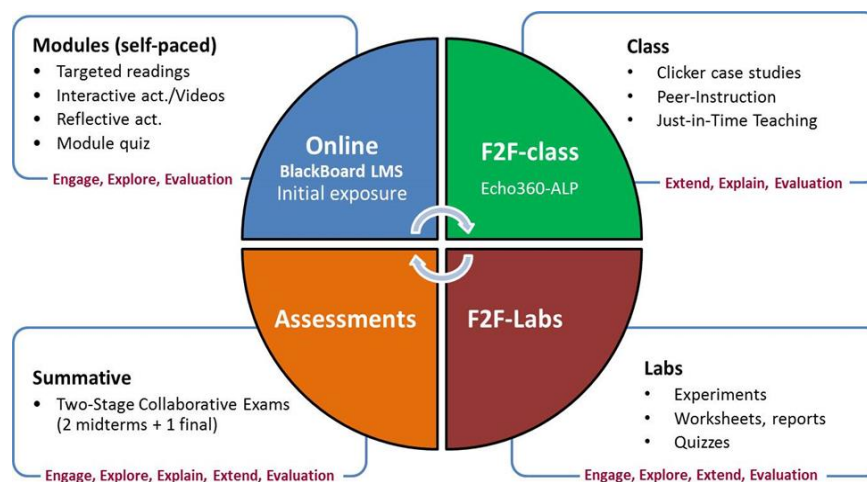 Modules (self-paced)
• Targeted readings
• Interactive act./Videos
• Reflective act.
• Module quiz
Engage, Explore, Evaluation
Online
BlackBoard LMS
Initial exposure
F2F-class
Echo360-ALP
Class
• Clicker case studies
• Peer-Instruction
• Just-in-Time Teaching
Extend, Explain, Evaluation
Assessments
F2F-Labs
Summative
• Two-Stage Collaborative Exams
(2 midterms + 1 final)
Engage, Explore, Explain, Extend, Evaluation
Labs
• Experiments
• Worksheets, reports
• Quizzes
Engage, Explore, Extend, Evaluation